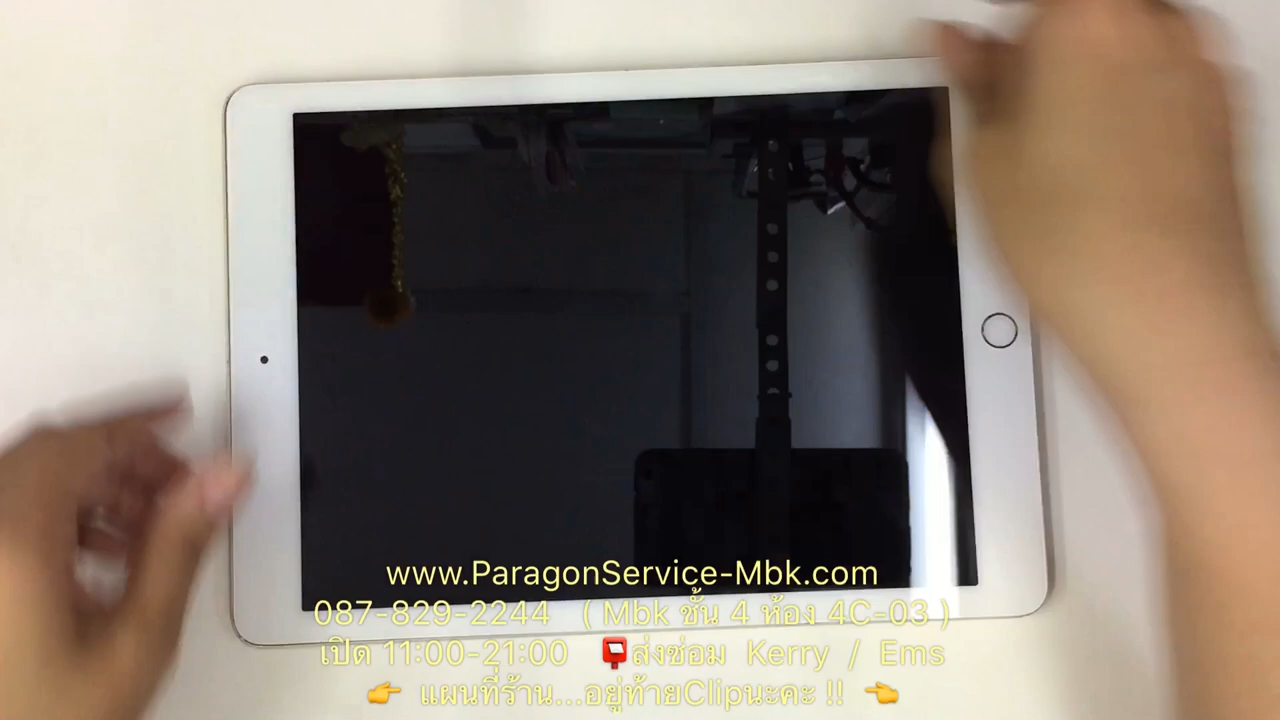 www.ParagonService-Mbk.com
087-829-2244 ( Mbk ชั้น 4 ห้อง 4C-03 )
เปิด 11:00-21:00 📮ส่งซ่อม Kerry / Ems
👉 แผนที่ร้าน...อยู่ท้ายClipนะคะ !! 👈